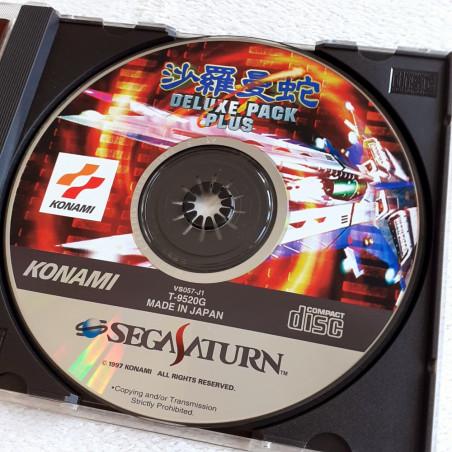 沙羅曼蛇
DELUXE PACK
PLUS
KONAMI
KONAMI
VS057-J1
T-9520G
MADE IN JAPAN
COMPACT
disc
SEGA SATURN™
© 1997 KONAMI ALL RIGHTS RESERVED.
•Copying and/or Transmission
Strictly Prohibited.